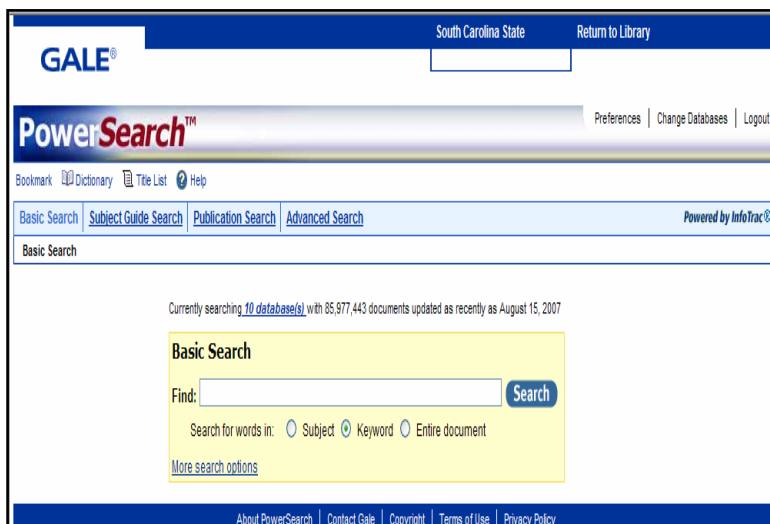 South Carolina State Return to Library
GALE®
PowerSearch™
Preferences | Change Databases | Logout
Bookmark Dictionary Title List Help
Basic Search | Subject Guide Search | Publication Search | Advanced Search Powered by InfoTrac®
Basic Search
Currently searching 10 database(s) with 85,977,443 documents updated as recently as August 15, 2007
Basic Search
Find: Search
Search for words in: Subject Keyword Entire document
More search options
About PowerSearch | Contact Gale | Copyright | Terms of Use | Privacy Policy